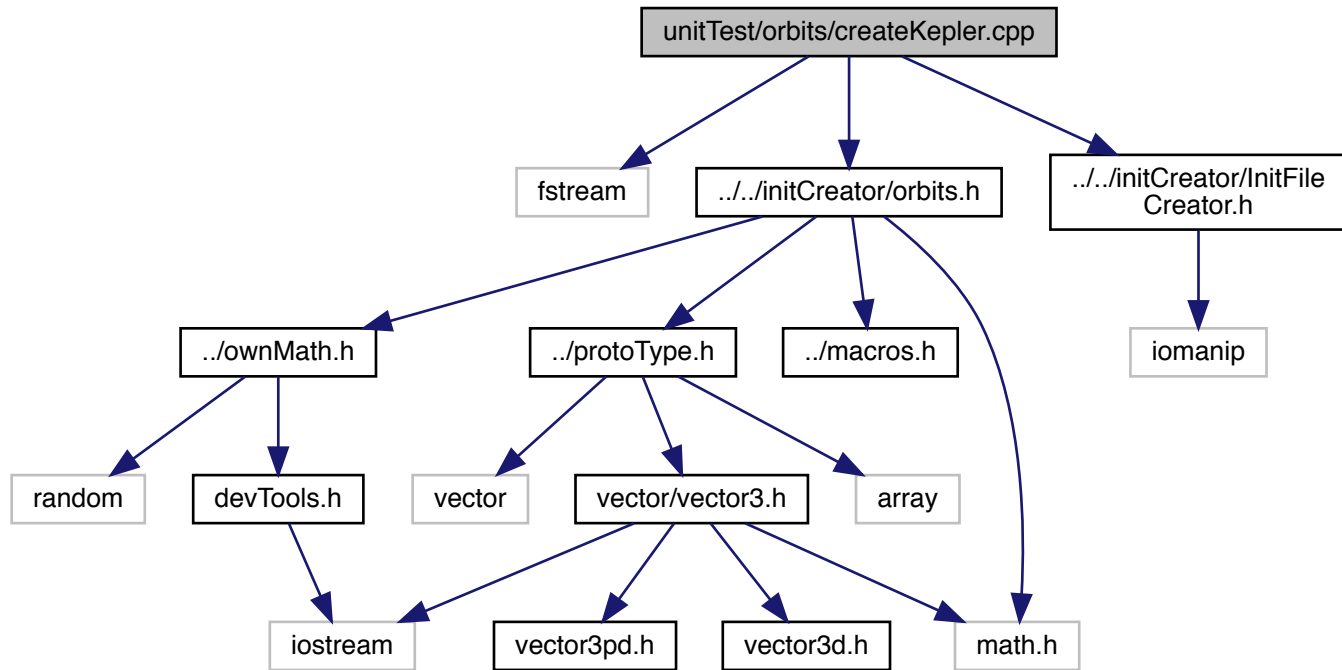 unitTest/orbits/createKepler.cpp
fstream
../../initCreator/orbits.h
../../initCreator/InitFile
Creator.h
../ownMath.h
../protoType.h
../macros.h
iomanip
random
devTools.h
vector
vector/vector3.h
array
iostream
vector3pd.h
vector3d.h
math.h